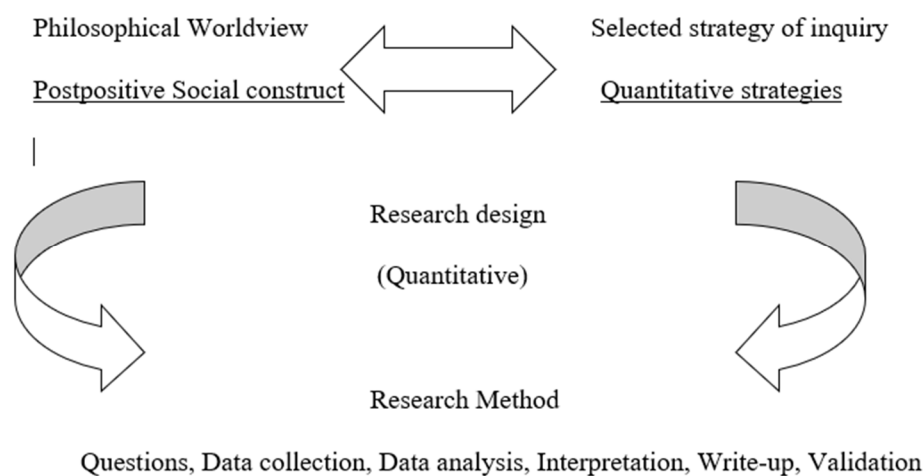 Philosophical Worldview
Selected strategy of inquiry
Postpositive Social construct
Quantitative strategies
Research design
(Quantitative)
Research Method
Questions, Data collection, Data analysis, Interpretation, Write-up, Validation